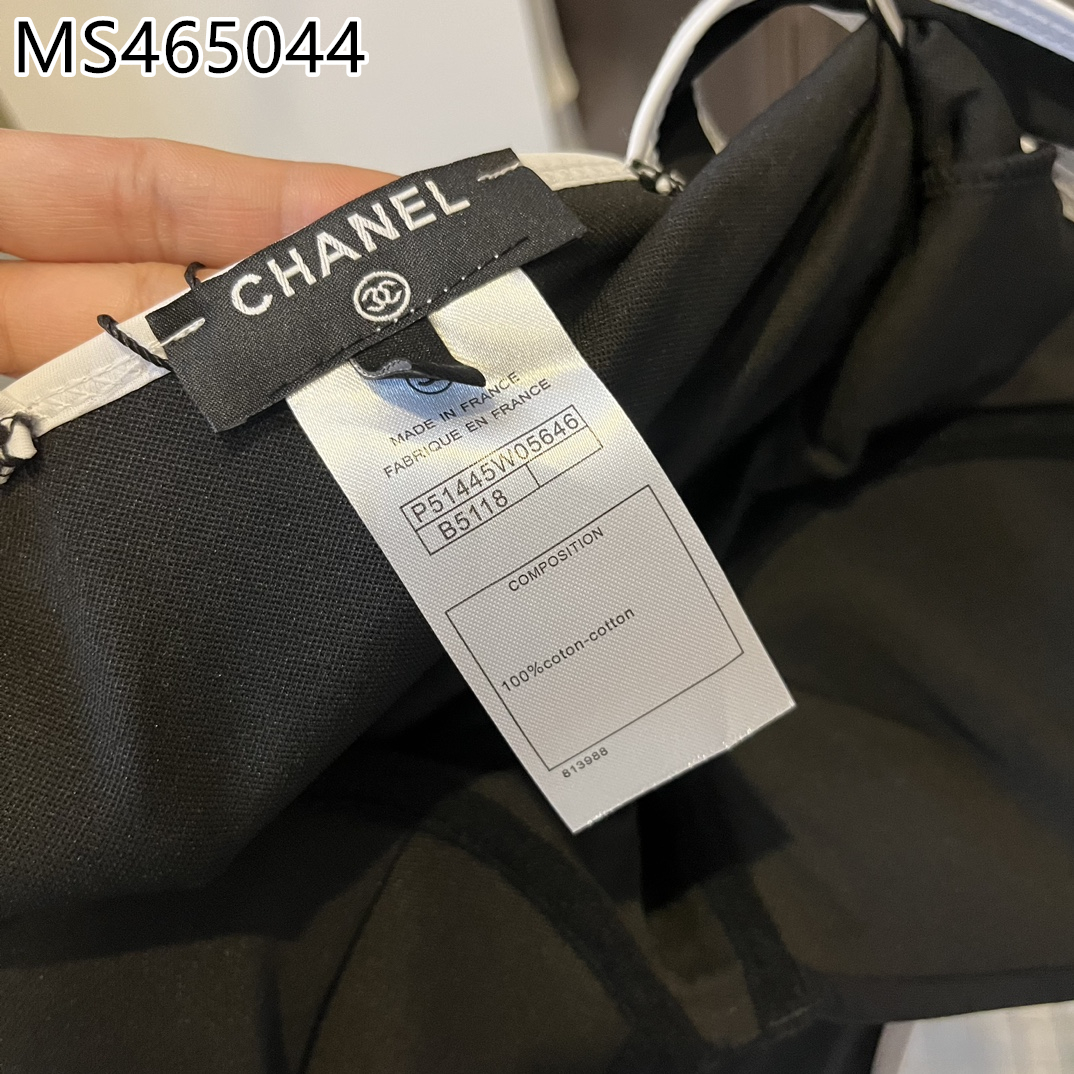 MS465044
CHANEL
MADE IN FRANCE
FABRIQUE EN FRANCE
P51445W05646
B5118
COMPOSITION
100%coton-cotton
813988